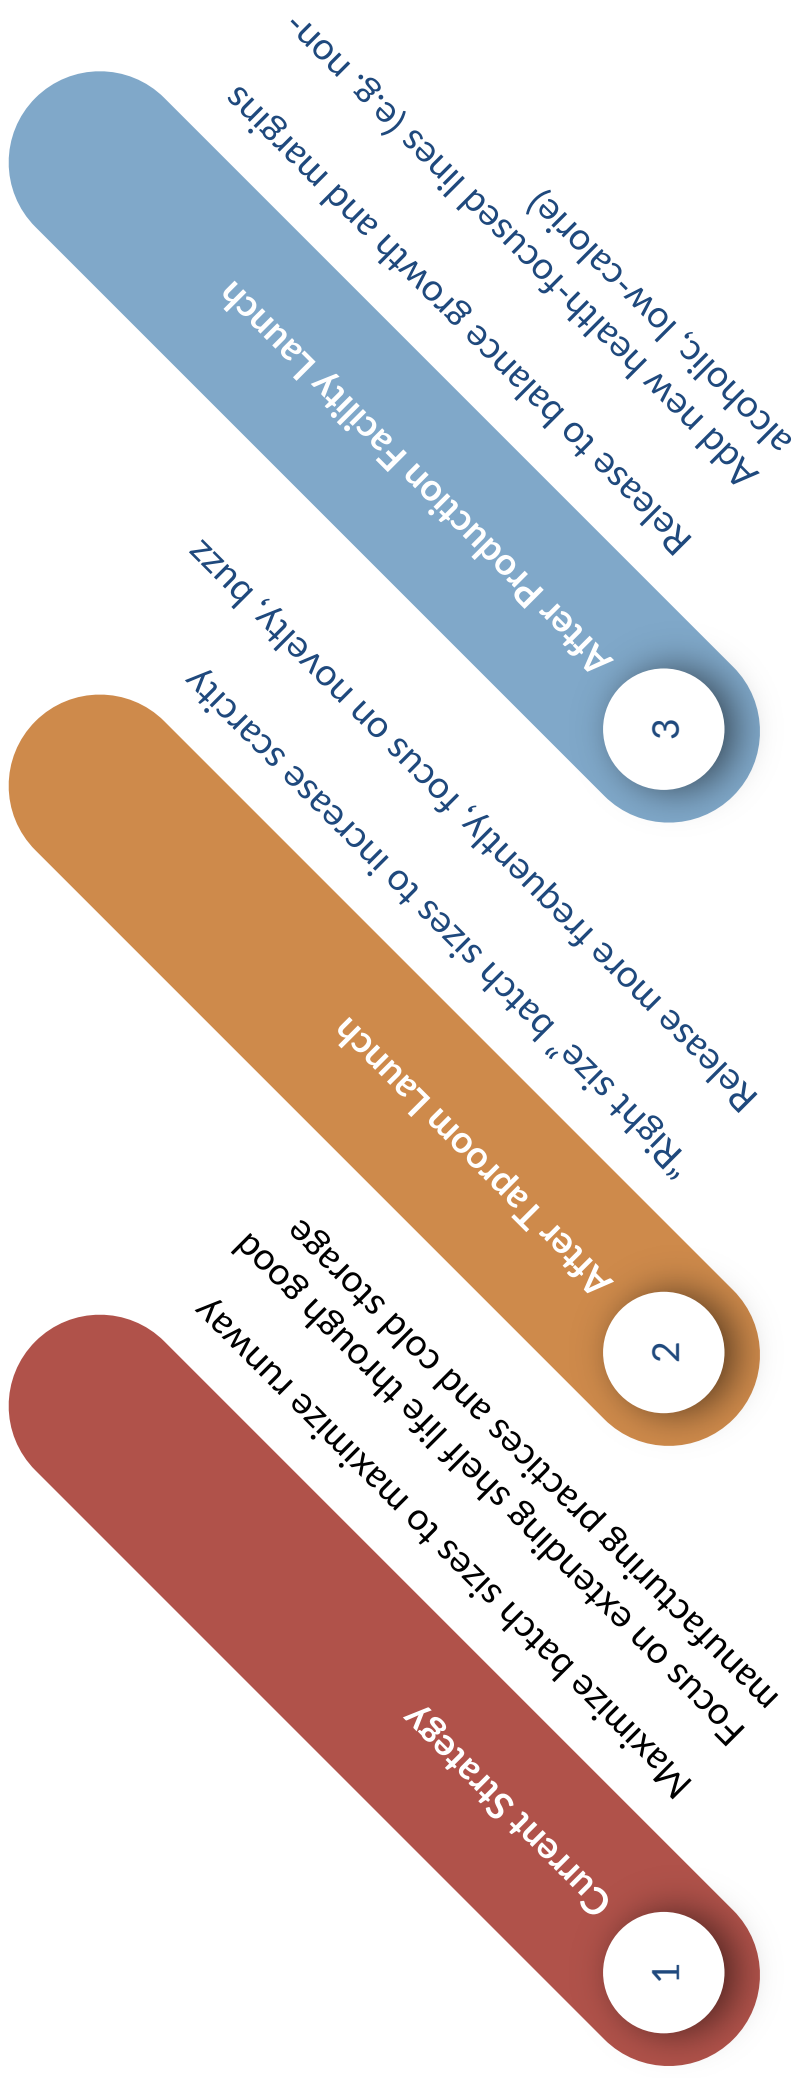 1
Current Strategy
Maximize batch sizes to maximize runway
Focus on extending shelf life through good
manufacturing practices and cold storage
2
After Taproom Launch
“Right size” batch sizes to increase scarcity
Release more frequently, focus on novelty, buzz
3
After Production Facility Launch
Release to balance growth and margins
Add new health-focused lines (e.g. non-
alcoholic, low-calorie)